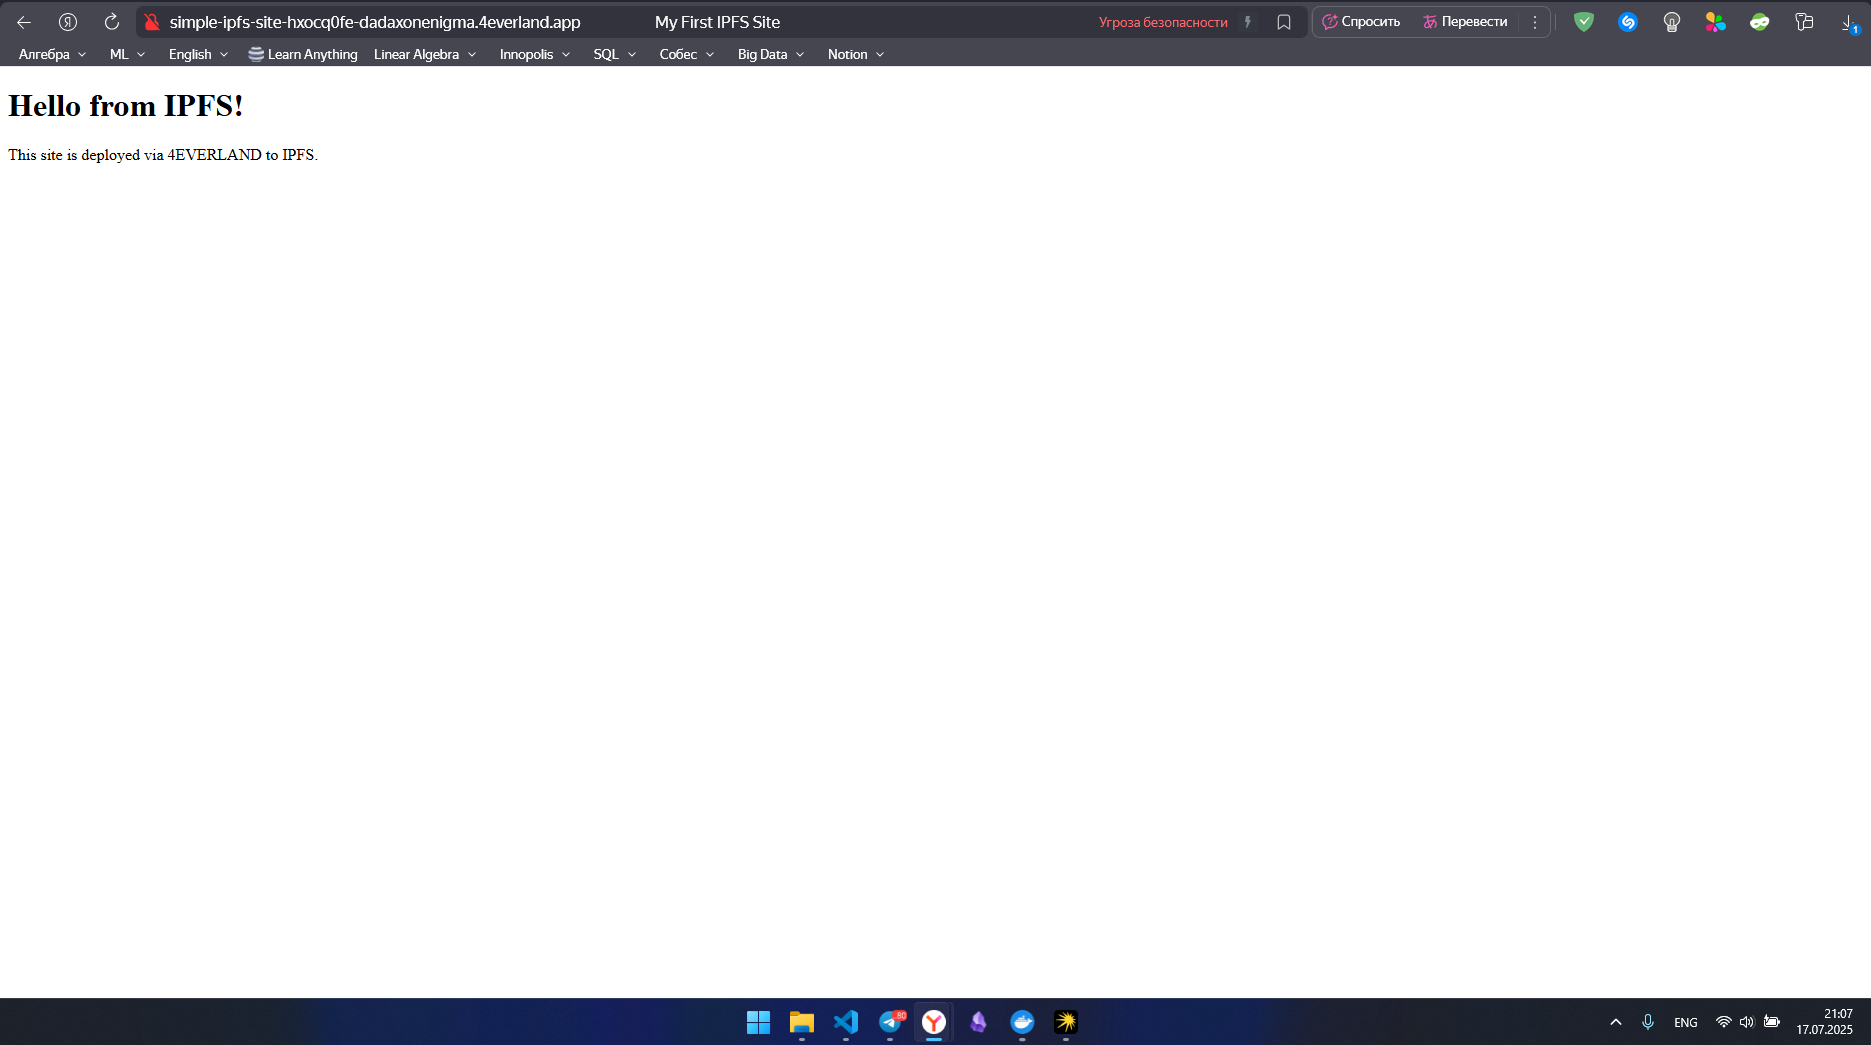 simple-ipfs-site-hxocq0fe-dadaxonenigma.4everland.app My First IPFS Site Угроза безопасности Спросить Перевести 1
Алгебра ML English Learn Anything Linear Algebra Innopolis SQL Собес Big Data Notion
Hello from IPFS!
This site is deployed via 4EVERLAND to IPFS.
80
ENG
21:07
17.07.2025